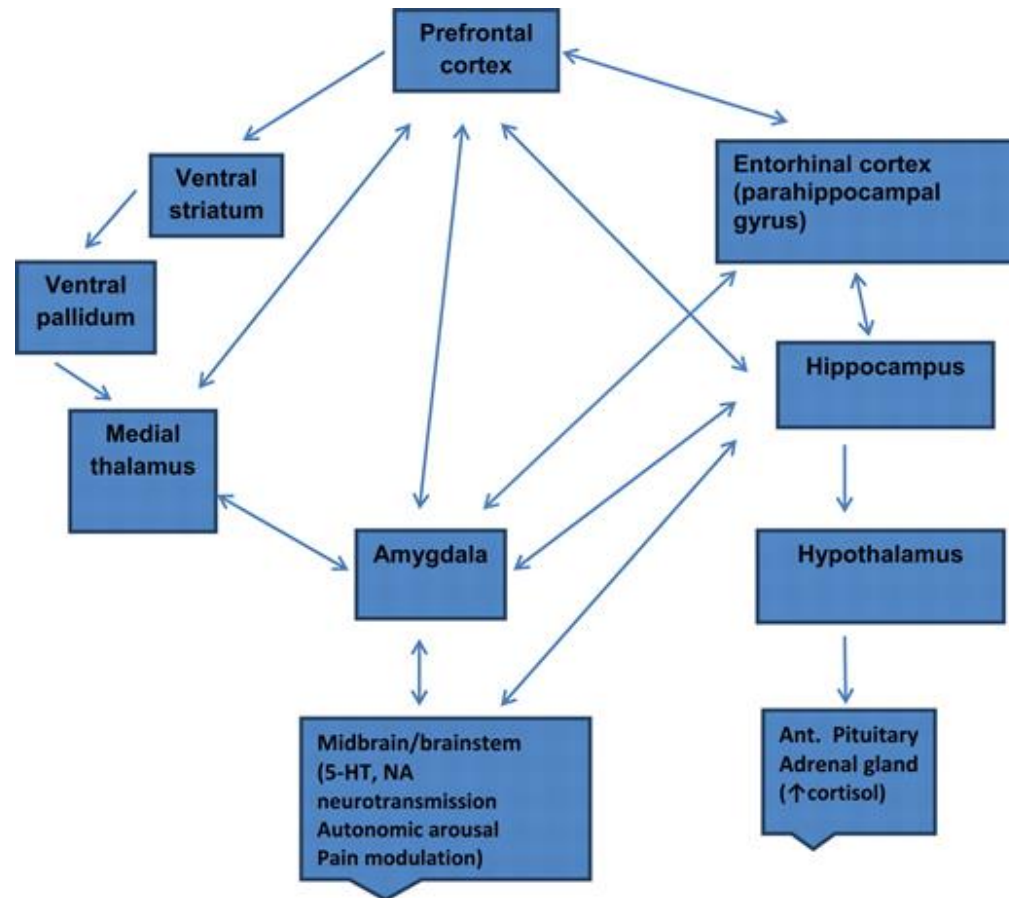 Prefrontal
cortex
Ventral
striatum
Entorhinal cortex
(parahippocampal
gyrus)
Ventral
pallidum
Hippocampus
Medial
thalamus
Amygdala
Hypothalamus
Midbrain/brainstem
(5-HT, NA
neurotransmission
Autonomic arousal
Pain modulation)
Ant. Pituitary
Adrenal gland
(↑cortisol)